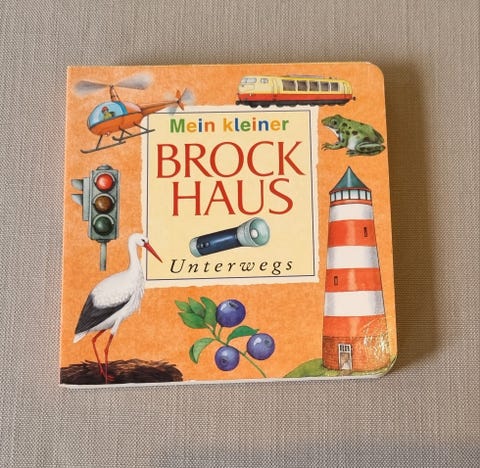 Mein kleiner
BROCK
HAUS
Unterwegs